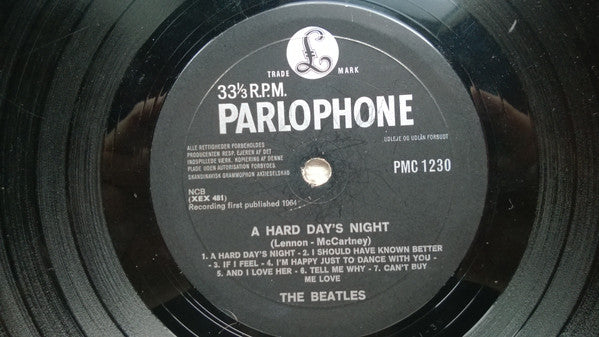 £
TRADE MARK
33⅓ R.P.M.
PARLOPHONE
ALLE RETTIGHEDER FORBEHOLDES
PRODUCENTEN RESP. EJEREN AF DET
INDSPILLEDE VÆRK. KOPIERING AF DENNE
PLADE UDEN AUTORISATION FORBYDES.
SKANDINAVISK GRAMMOPHON AKTIESELSKAB
UDLEJE OG UDLÅN FORBUDT
PMC 1230
NCB
(XEX 481)
Recording first published 1964
A HARD DAY'S NIGHT
(Lennon - McCartney)
1. A HARD DAY'S NIGHT - 2. I SHOULD HAVE KNOWN BETTER
- 3. IF I FEEL - 4. I'M HAPPY JUST TO DANCE WITH YOU -
5. AND I LOVE HER - 6. TELL ME WHY - 7. CAN'T BUY
ME LOVE
THE BEATLES